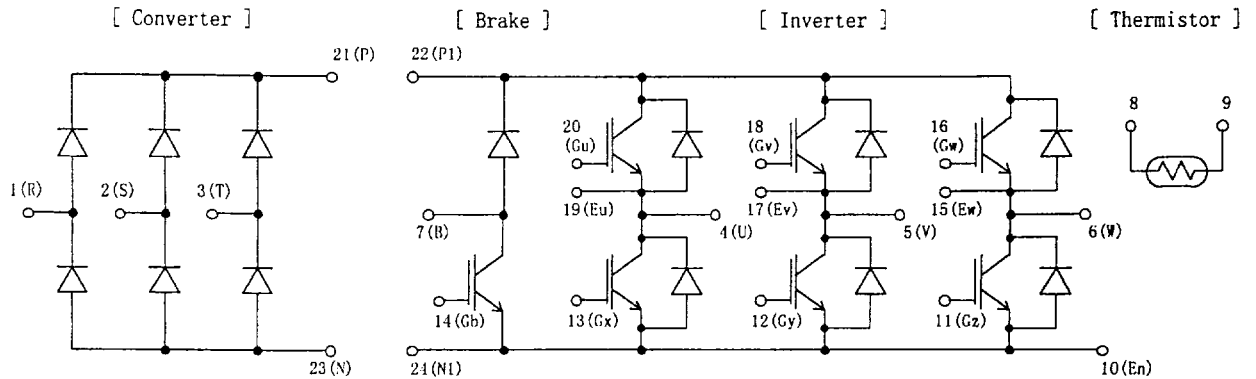 [ Converter ]
[ Brake ]
[ Inverter ]
[ Thermistor ]
21(P)
22(P1)
20
(Gu)
18
(Gv)
16
(Gw)
8
9
1(R)
2(S)
3(T)
19(Eu)
17(Ev)
15(Ew)
7(B)
4(U)
5(V)
6(W)
14(Gb)
13(Gx)
12(Gy)
11(Gz)
23(N)
24(N1)
10(En)